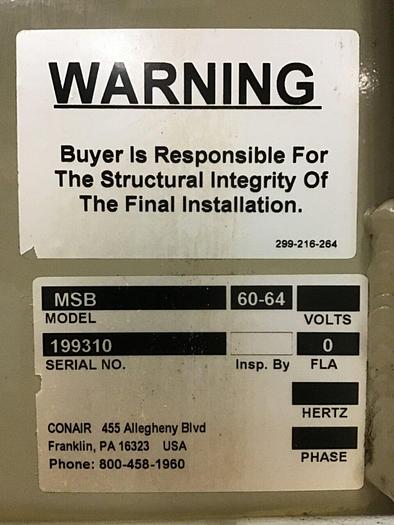 WARNING
Buyer Is Responsible For
The Structural Integrity Of
The Final Installation.
299-216-264
MSB 60-64
MODEL VOLTS
199310 0
SERIAL NO. Insp. By FLA
HERTZ
CONAIR 455 Allegheny Blvd
Franklin, PA 16323 USA
PHASE
Phone: 800-458-1960